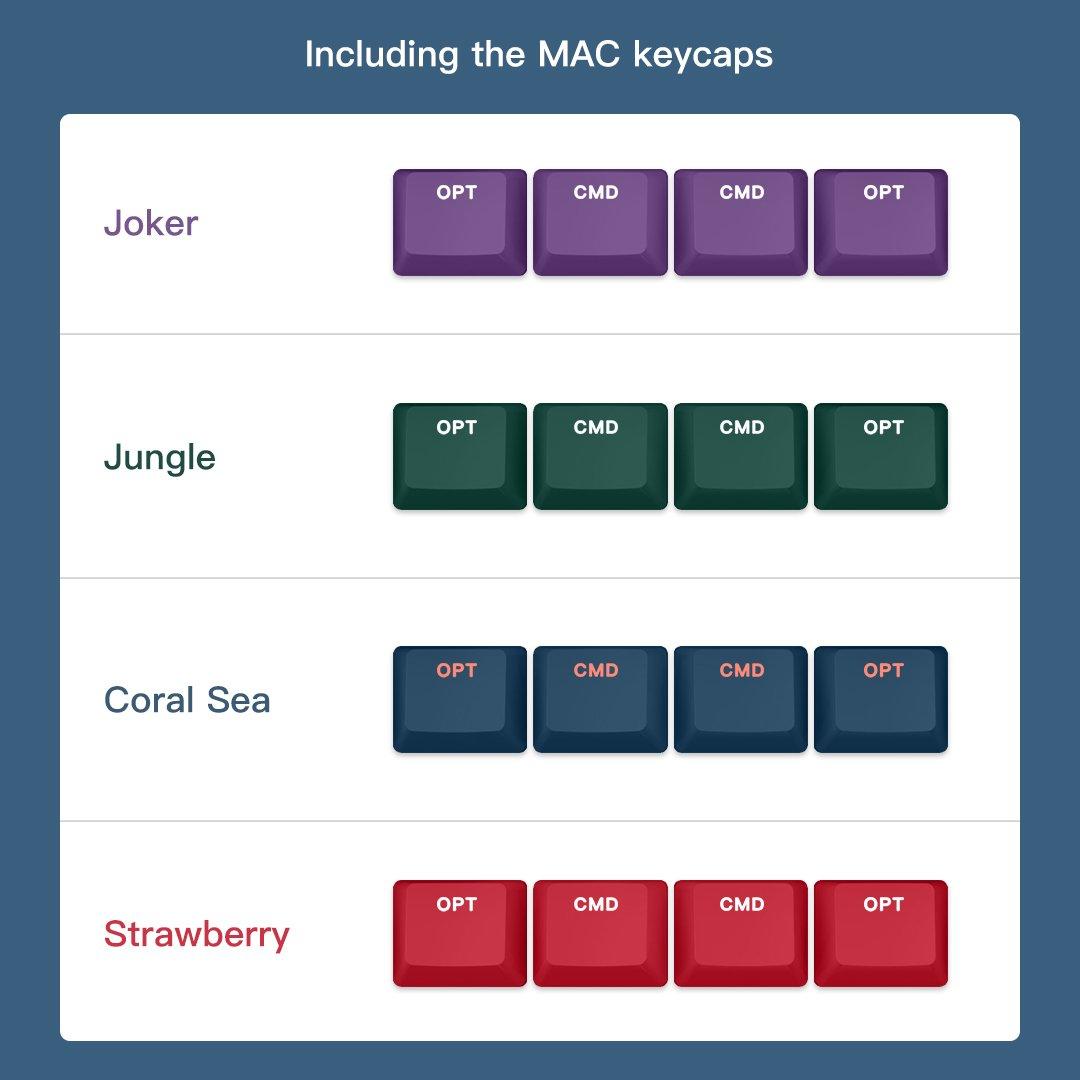 Including the MAC keycaps
Joker
OPT CMD CMD OPT
Jungle
OPT CMD CMD OPT
Coral Sea
OPT CMD CMD OPT
Strawberry
OPT CMD CMD OPT